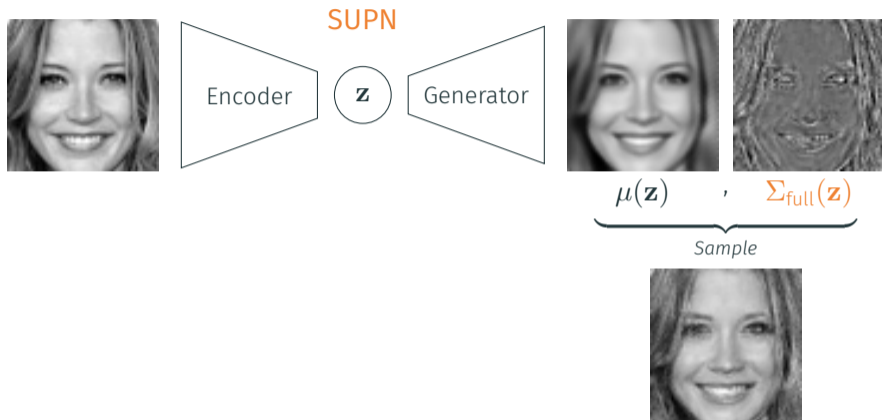 SUPN
Encoder
z
Generator
μ(z) , Σfull(z)
Sample